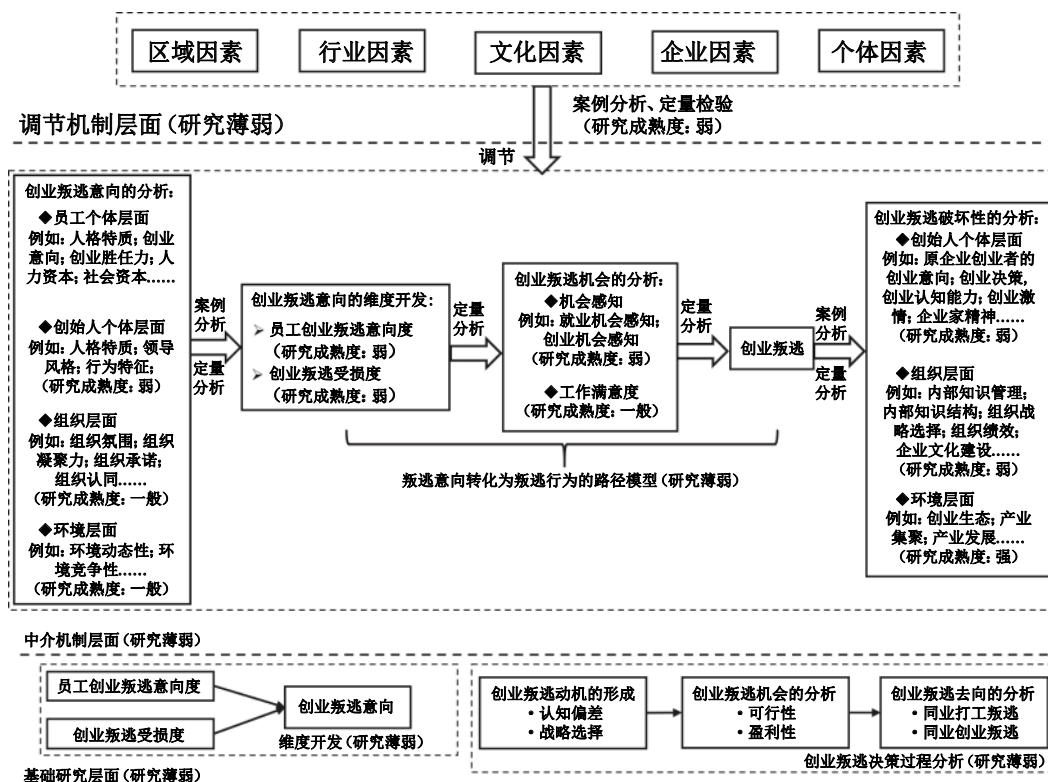 区域因素
行业因素
文化因素
企业因素
个体因素
案例分析、定量检验
(研究成熟度: 弱)
调节机制层面(研究薄弱)
调节
创业叛逃意向的分析:
◆员工个体层面
例如: 人格特质; 创业
意向; 创业胜任力; 人
力资本; 社会资本……
◆创始人个体层面
例如: 人格特质; 领导
风格; 行为特征;
(研究成熟度: 弱)
◆组织层面
例如: 组织氛围; 组织
凝聚力; 组织承诺;
组织认同……
(研究成熟度: 一般)
◆环境层面
例如: 环境动态性; 环
境竞争性……
(研究成熟度: 一般)
案例
分析
定量
分析
创业叛逃意向的维度开发:
➢ 员工创业叛逃意向度
(研究成熟度: 弱)
➢ 创业叛逃受损度
(研究成熟度: 弱)
定量
分析
创业叛逃机会的分析:
◆机会感知
例如: 就业机会感知;
创业机会感知
(研究成熟度: 弱)
◆工作满意度
(研究成熟度: 一般)
定量
分析
创业叛逃
案例
分析
定量
分析
创业叛逃破坏性的分析:
◆创始人个体层面
例如: 原企业创业者的
创业意向; 创业决策,
创业认知能力; 创业激
情; 企业家精神……
(研究成熟度: 弱)
◆组织层面
例如: 内部知识管理;
内部知识结构; 组织战
略选择; 组织绩效;
企业文化建设……
(研究成熟度: 弱)
◆环境层面
例如: 创业生态; 产业
集聚; 产业发展……
(研究成熟度: 强)
叛逃意向转化为叛逃行为的路径模型(研究薄弱)
中介机制层面(研究薄弱)
员工创业叛逃意向度
创业叛逃受损度
创业叛逃意向
维度开发(研究薄弱)
创业叛逃动机的形成
• 认知偏差
• 战略选择
创业叛逃机会的分析
• 可行性
• 盈利性
创业叛逃去向的分析
• 同业打工叛逃
• 同业创业叛逃
创业叛逃决策过程分析(研究薄弱)
基础研究层面(研究薄弱)